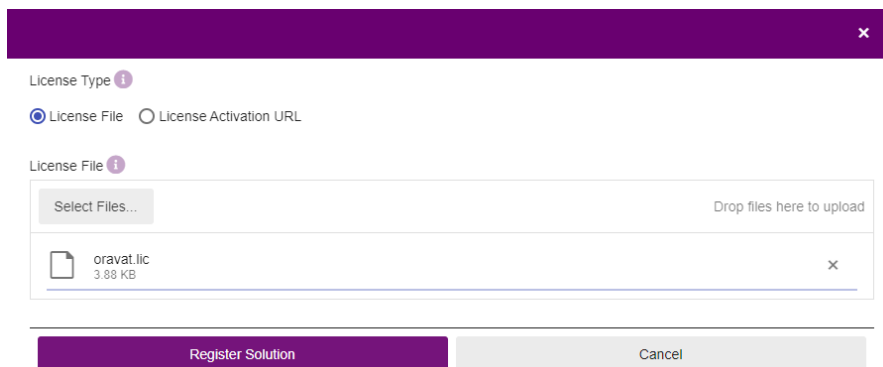 License Type
License File License Activation URL
License File
Select Files... Drop files here to upload
oravat.lic
3.88 KB
Register Solution Cancel